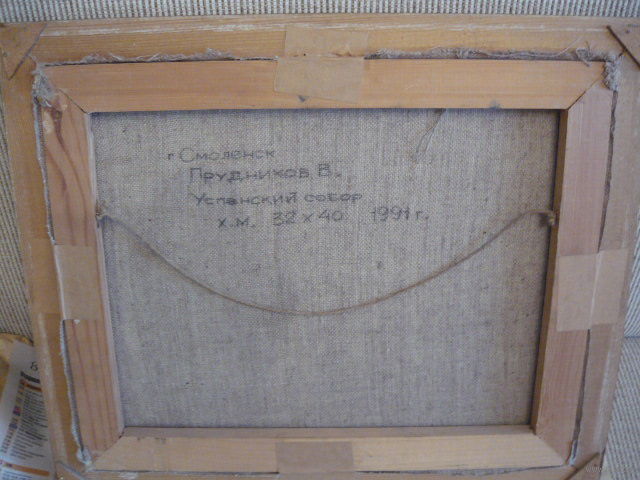 г Смоленск
Прудников В.
Успенский собор
х.м. 32 х 40 1991 г.